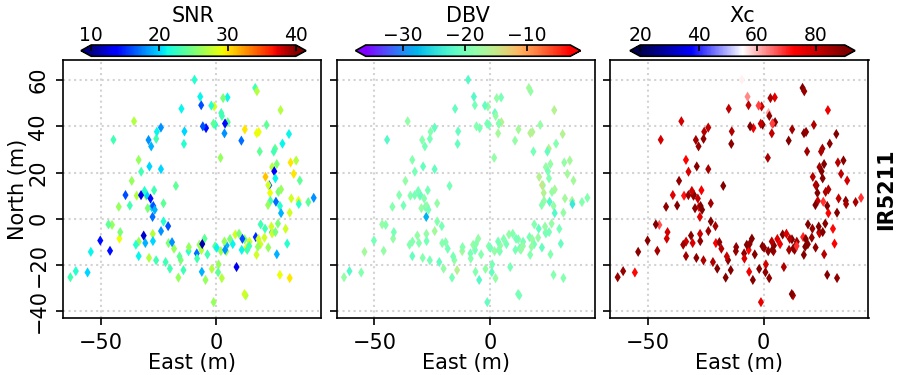 SNR
DBV
Xc
10 20 30 40
−30 −20 −10
20 40 60 80
60
40
20
0
−20
−40
North (m)
−50 0
−50 0
−50 0
East (m)
East (m)
East (m)
IR5211